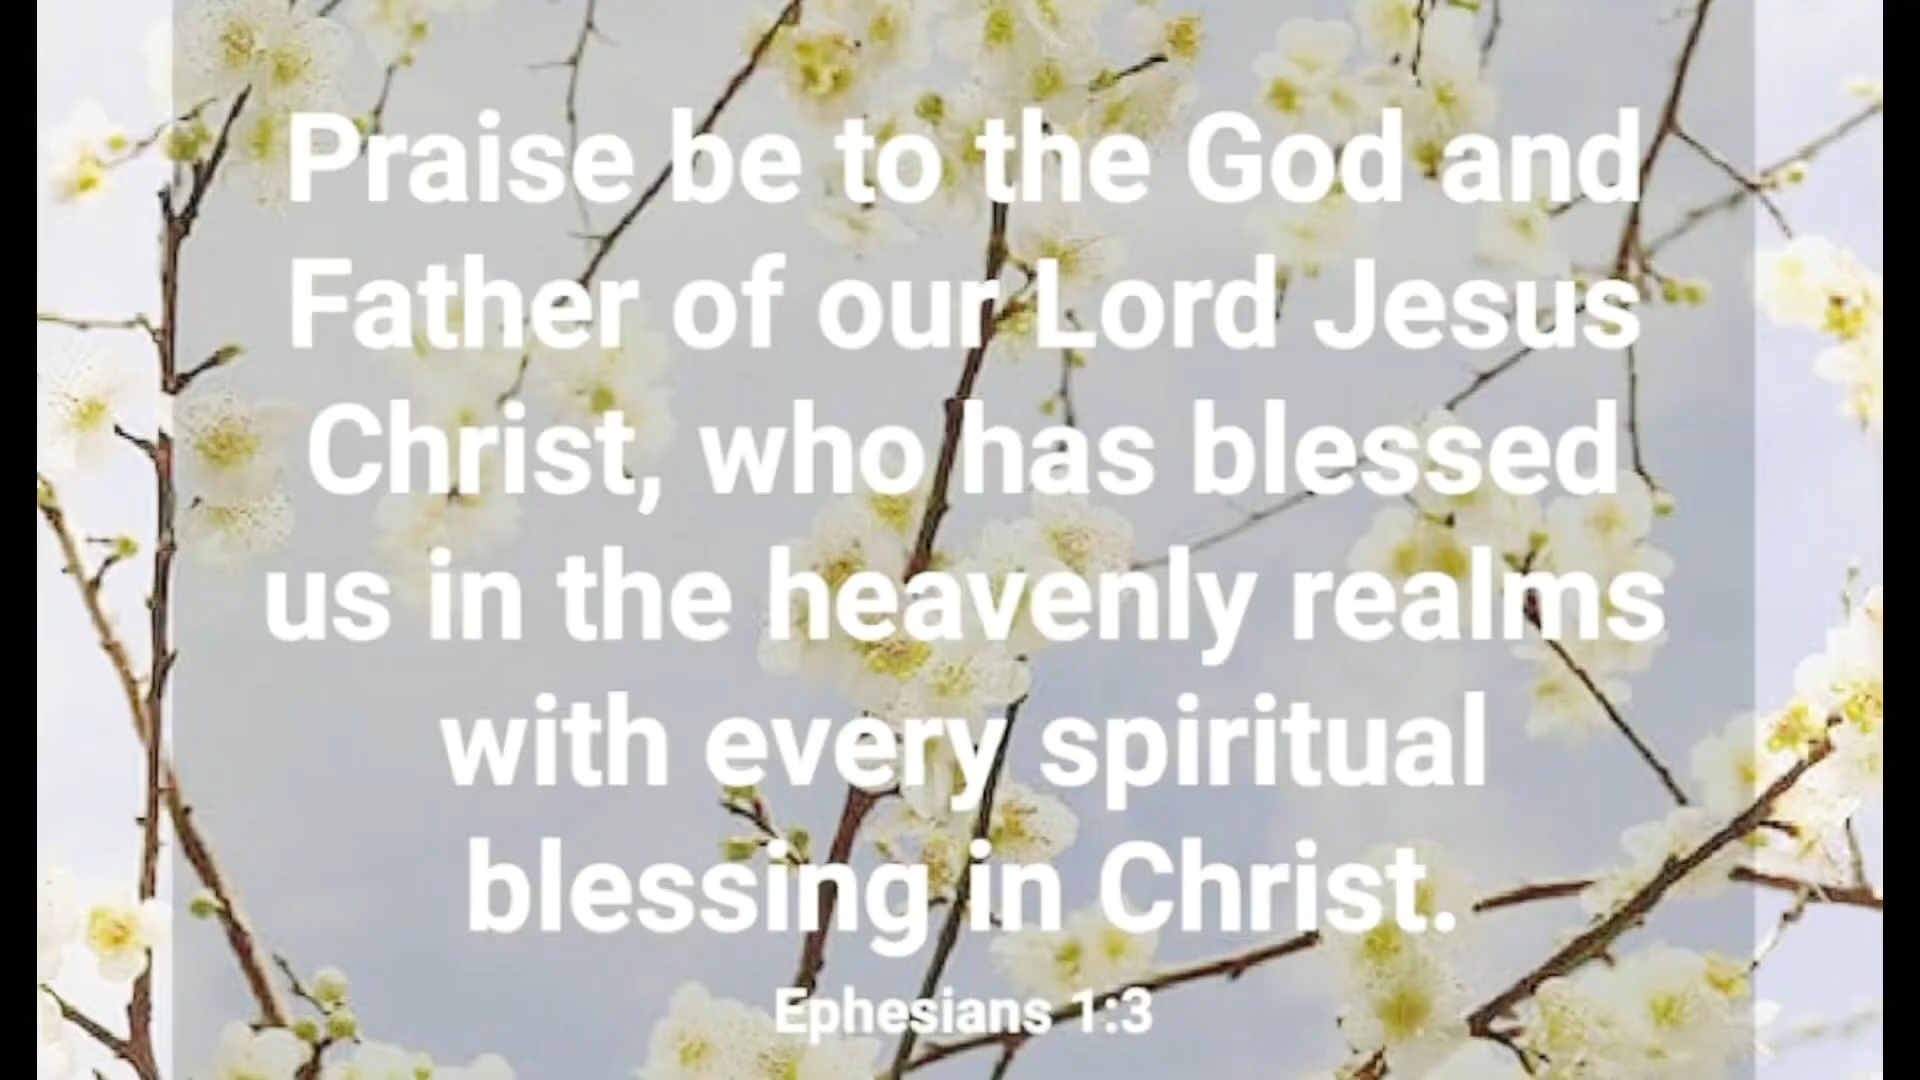 Praise be to the God and
Father of our Lord Jesus
Christ, who has blessed
us in the heavenly realms
with every spiritual
blessing in Christ.
Ephesians 1:3